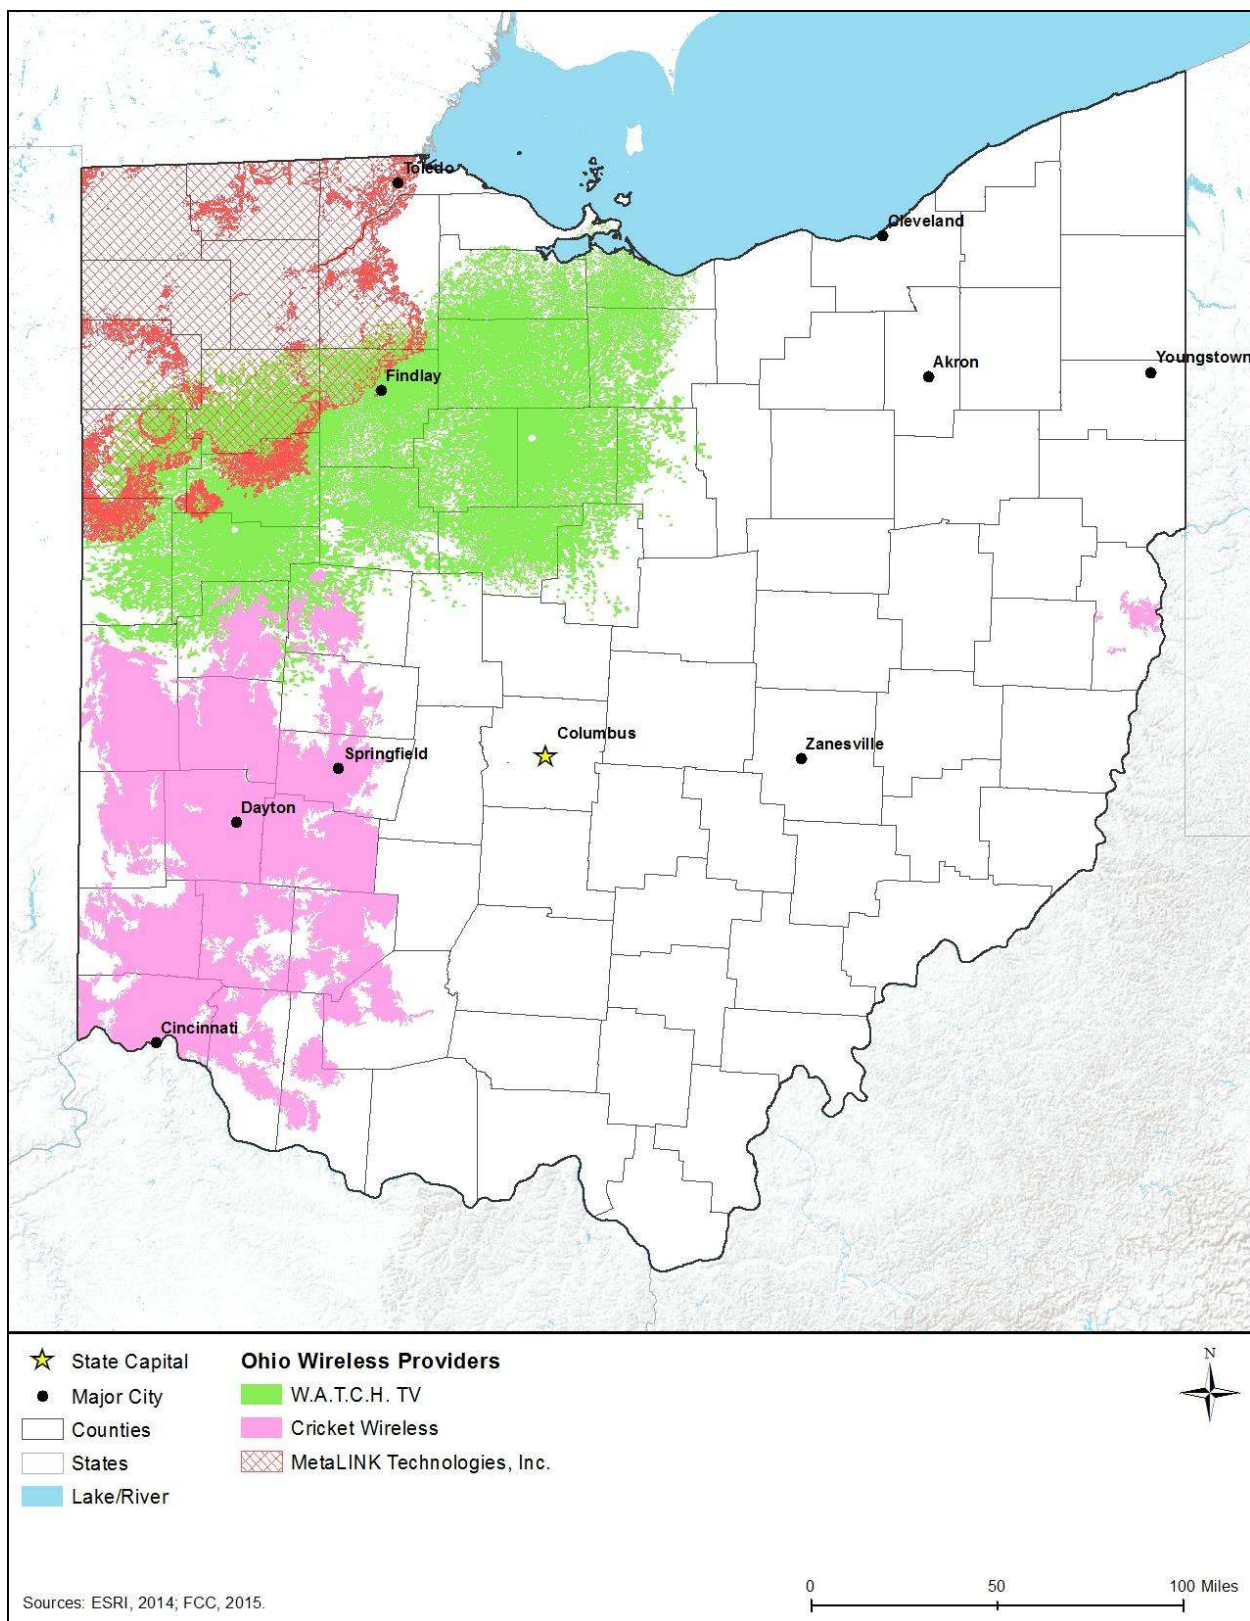 Toledo
Cleveland
Findlay
Akron
Youngstown
Columbus
Springfield
Zanesville
Dayton
Cincinnati
State Capital
Major City
Counties
States
Lake/River
Ohio Wireless Providers
W.A.T.C.H. TV
Cricket Wireless
MetaLINK Technologies, Inc.
N
Sources: ESRI, 2014; FCC, 2015.
0 50 100 Miles